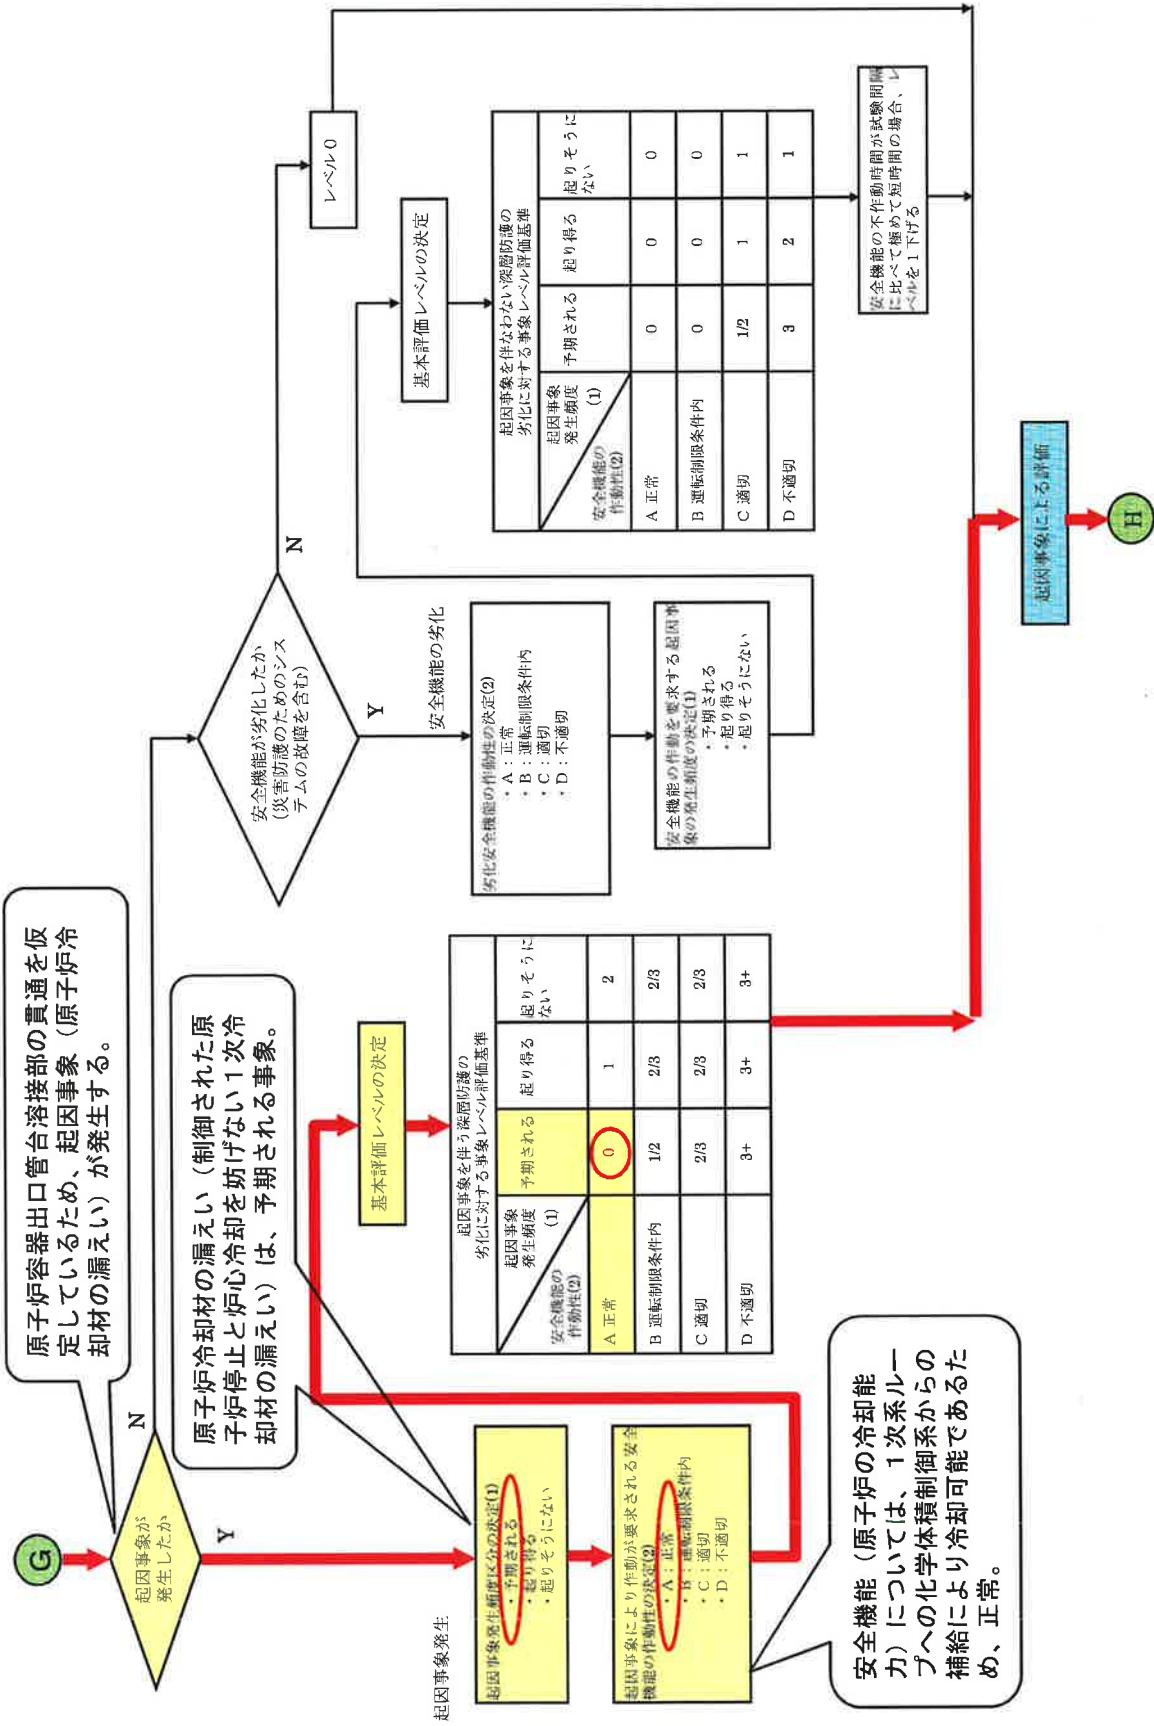 G
起因事象が
発生したか
N
Y
原子炉容器出口管台溶接部の貫通を仮
定しているため、起因事象（原子炉冷
却材の漏えい）が発生する。
原子炉冷却材の漏えい（制御された原
子炉停止と炉心冷却を妨げない１次冷
却材の漏えい）は、予期される事象。
起因事象発生
起因事象発生頻度区分の決定(1)
・予期される
・起り得る
・起りそうにない
起因事象により作動が要求される安全
機能の作動性の決定(2)
・A：正常
・B：運転制限条件内
・C：適切
・D：不適切
安全機能（原子炉の冷却能
力）については、１次系ルー
プへの化学体積制御系からの
補給により冷却可能であるた
め、正常。
基本評価レベルの決定
起因事象を伴う深層防護の
劣化に対する事象レベル評価基準
起因事象
発生頻度
(1)
安全機能の
作動性(2)
予期される 起り得る 起りそうに
ない
A 正常 0 1 2
B 運転制限条件内 1/2 2/3 2/3
C 適切 2/3 2/3 2/3
D 不適切 3+ 3+ 3+
安全機能が劣化したか
(災害防護のためのシス
テムの故障を含む)
N
Y
安全機能の劣化
劣化安全機能の作動性の決定(2)
・A：正常
・B：運転制限条件内
・C：適切
・D：不適切
安全機能の作動を要求する起因事
象の発生頻度の決定(1)
・予期される
・起り得る
・起りそうにない
レベル０
基本評価レベルの決定
起因事象を伴なわない深層防護の
劣化に対する事象レベル評価基準
起因事象
発生頻度
(1)
安全機能の
作動性(2)
予期される 起り得る 起りそうに
ない
A 正常 0 0 0
B 運転制限条件内 0 0 0
C 適切 1/2 1 1
D 不適切 3 2 1
安全機能の不作動時間が試験間隔
に比べて極めて短時間の場合、レ
ベルを１下げる
起因事象による評価
H